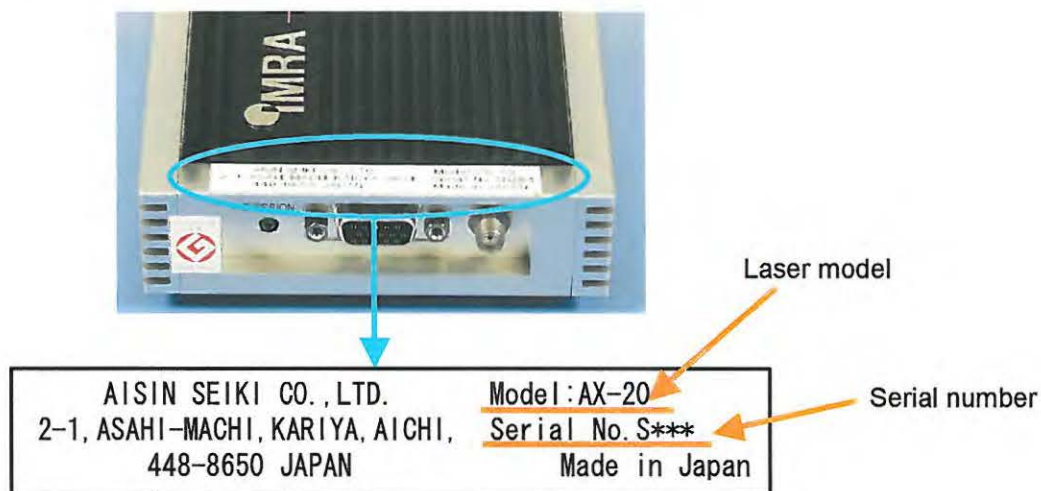 IMRA
EMISSION
Laser model
AISIN SEIKI CO.,LTD. Model:AX-20
Serial number
2-1,ASAHI-MACHI,KARIYA,AICHI, Serial No.S***
448-8650 JAPAN Made in Japan